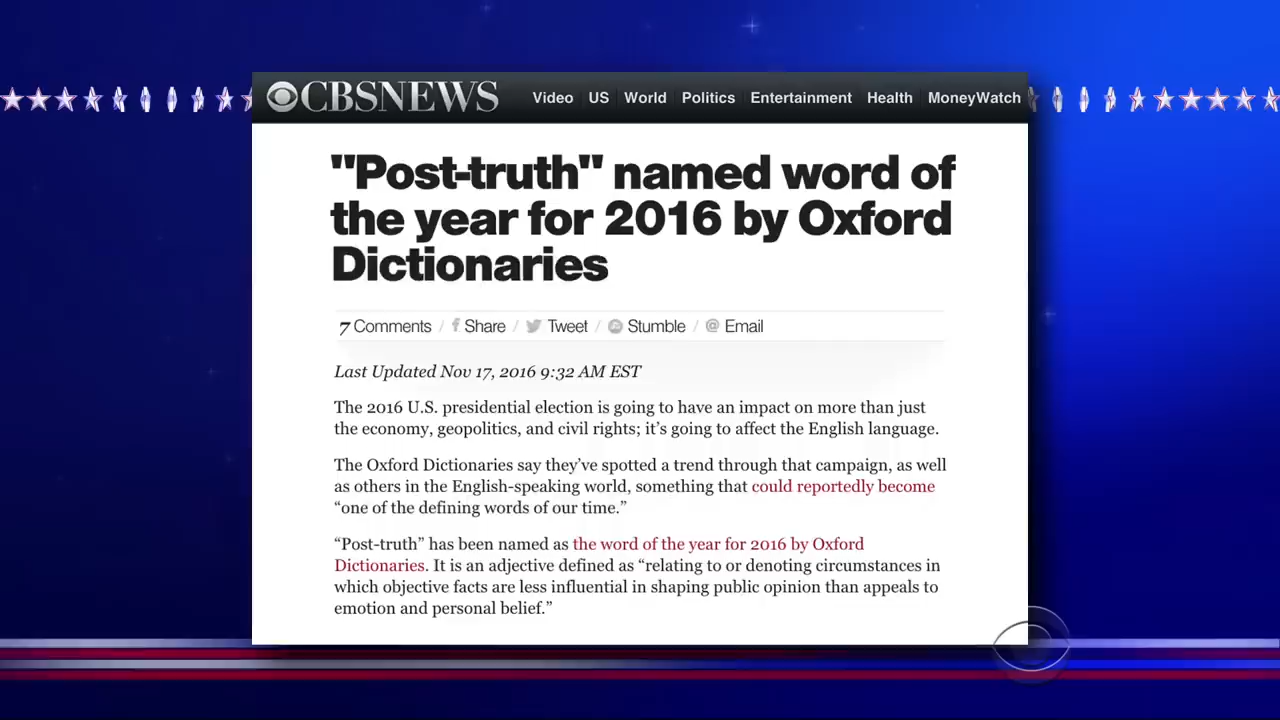 CBSNEWS Video US World Politics Entertainment Health MoneyWatch
"Post-truth" named word of
the year for 2016 by Oxford
Dictionaries
7 Comments / Share / Tweet / Stumble / @ Email
Last Updated Nov 17, 2016 9:32 AM EST
The 2016 U.S. presidential election is going to have an impact on more than just
the economy, geopolitics, and civil rights; it's going to affect the English language.
The Oxford Dictionaries say they've spotted a trend through that campaign, as well
as others in the English-speaking world, something that could reportedly become
“one of the defining words of our time.”
“Post-truth” has been named as the word of the year for 2016 by Oxford
Dictionaries. It is an adjective defined as “relating to or denoting circumstances in
which objective facts are less influential in shaping public opinion than appeals to
emotion and personal belief.”